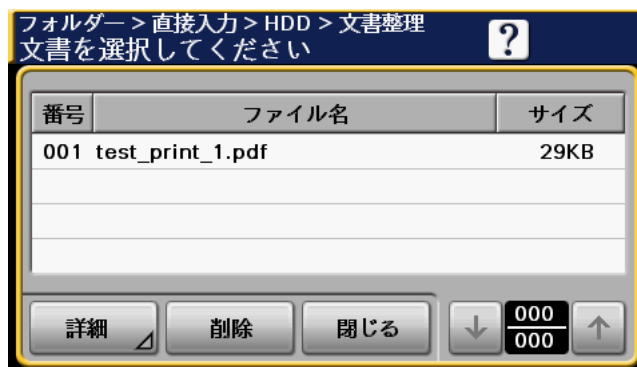 フォルダー > 直接入力 > HDD > 文書整理
文書を選択してください
?
番号 ファイル名 サイズ
001 test_print_1.pdf 29KB
詳細 削除 閉じる ↓ 000 ↑
000